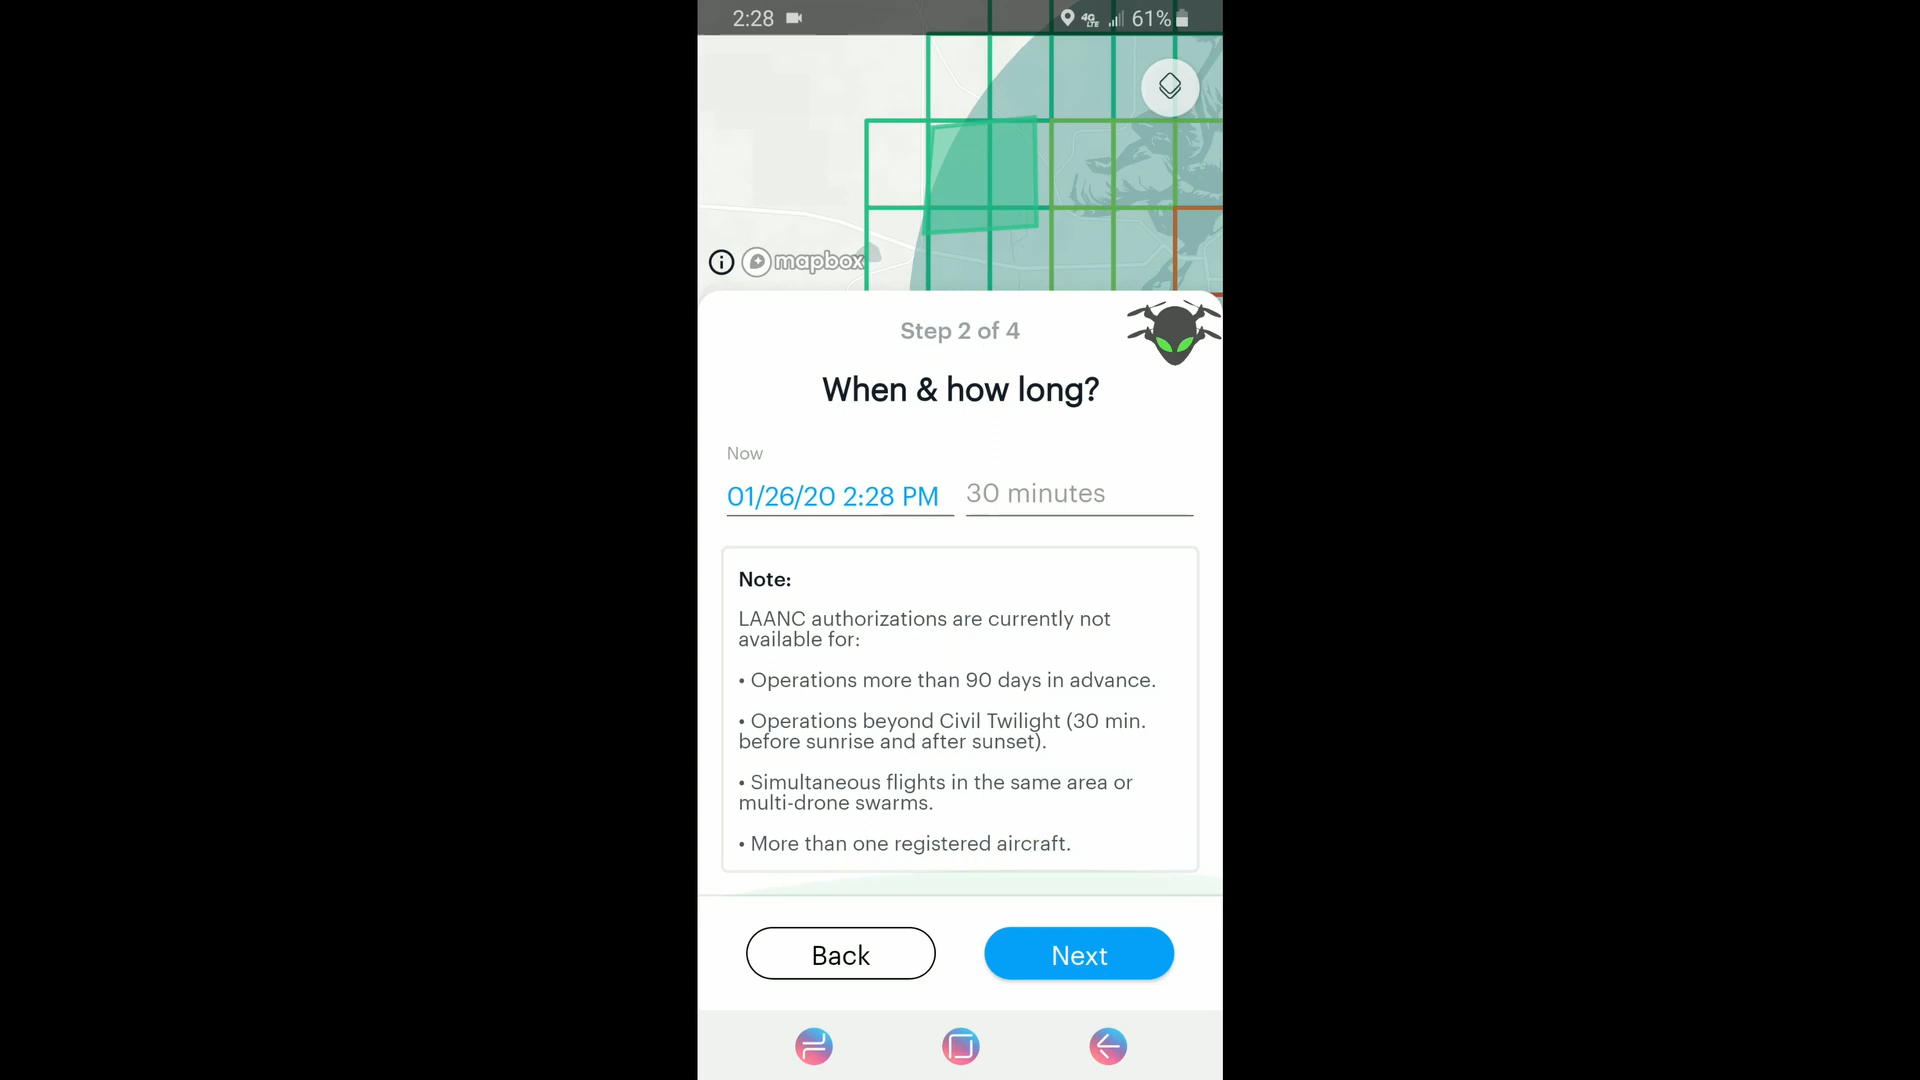 2:28
4G LTE 61%
mapbox
Step 2 of 4
When & how long?
Now
01/26/20 2:28 PM 30 minutes
Note:
LAANC authorizations are currently not
available for:
• Operations more than 90 days in advance.
• Operations beyond Civil Twilight (30 min.
before sunrise and after sunset).
• Simultaneous flights in the same area or
multi-drone swarms.
• More than one registered aircraft.
Back Next